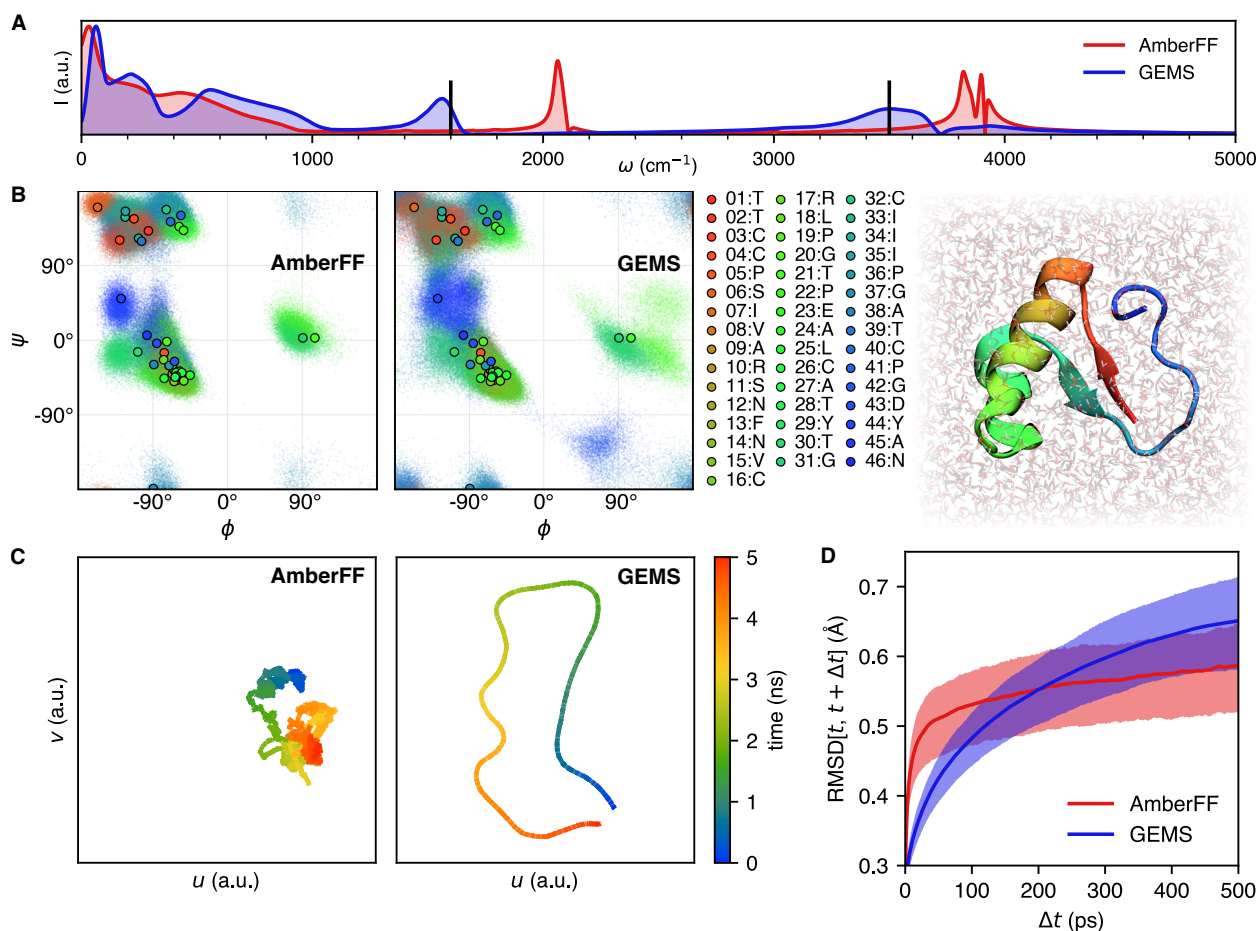 A
I (a.u.)
AmberFF
GEMS
0 1000 2000 3000 4000 5000
ω (cm⁻¹)
B
AmberFF
GEMS
90°
0°
-90°
ψ
-90° 0° 90°
-90° 0° 90°
ϕ
ϕ
01:T 17:R 32:C
02:T 18:L 33:I
03:C 19:P 34:I
04:C 20:G 35:I
05:P 21:T 36:P
06:S 22:P 37:G
07:I 23:E 38:A
08:V 24:A 39:T
09:A 25:L 40:C
10:R 26:C 41:P
11:S 27:A 42:G
12:N 28:T 43:D
13:F 29:Y 44:Y
14:N 30:T 45:A
15:V 31:G 46:N
16:C
C
AmberFF
GEMS
v (a.u.)
u (a.u.)
u (a.u.)
5
4
3
2
1
0
time (ns)
D
0.7
0.6
0.5
0.4
0.3
RMSD[t, t + Δt] (Å)
AmberFF
GEMS
0 100 200 300 400 500
Δt (ps)